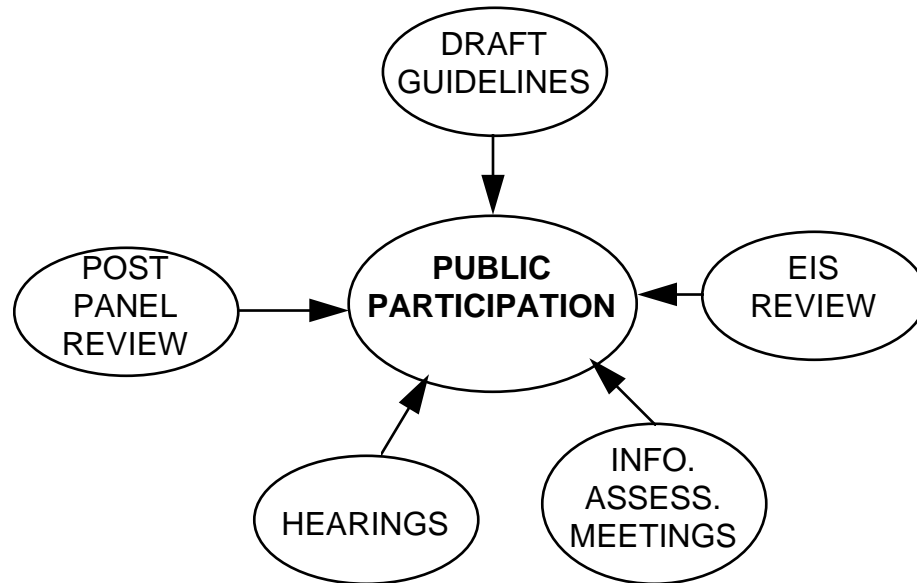 DRAFT
GUIDELINES
PUBLIC
PARTICIPATION
POST
PANEL
REVIEW
EIS
REVIEW
HEARINGS
INFO.
ASSESS.
MEETINGS